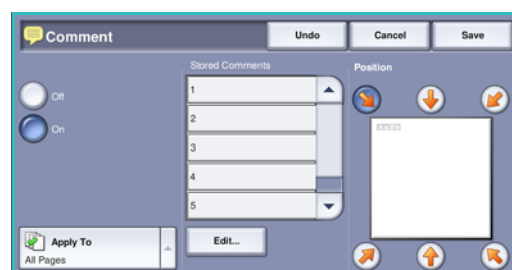 Comment
Undo
Cancel
Save
Stored Comments
Position
Off
On
1
2
3
4
5
AaBb
Apply To
All Pages
Edit...